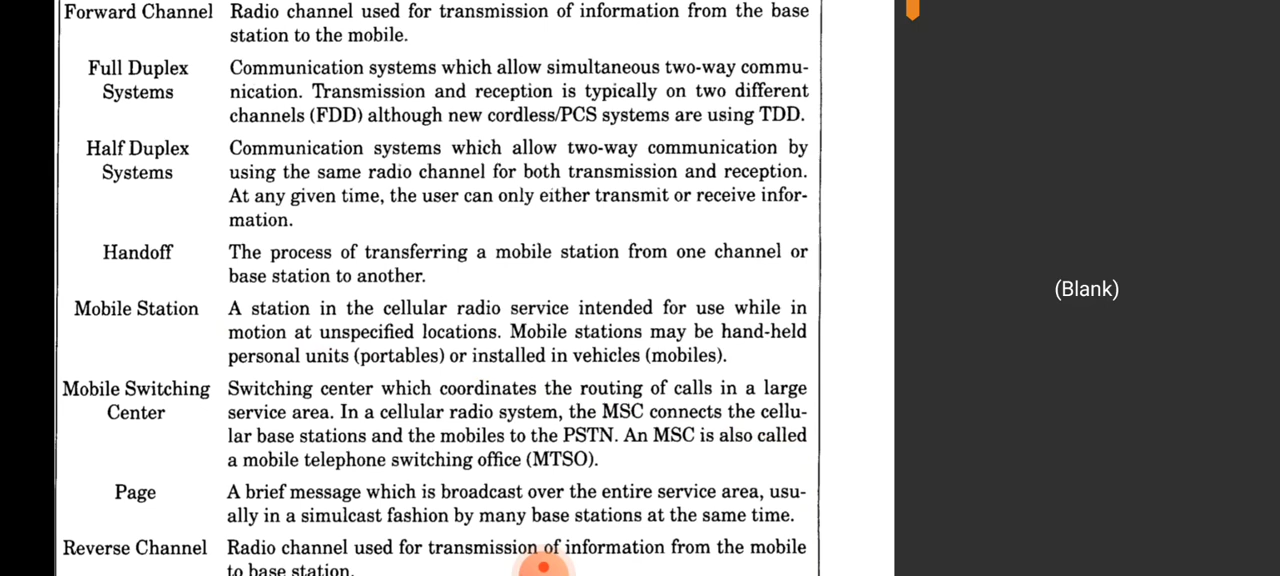 Forward Channel Radio channel used for transmission of information from the base
station to the mobile.
Full Duplex Communication systems which allow simultaneous two-way commu-
Systems nication. Transmission and reception is typically on two different
channels (FDD) although new cordless/PCS systems are using TDD.
Half Duplex Communication systems which allow two-way communication by
Systems using the same radio channel for both transmission and reception.
At any given time, the user can only either transmit or receive infor-
mation.
Handoff The process of transferring a mobile station from one channel or
base station to another.
Mobile Station A station in the cellular radio service intended for use while in
motion at unspecified locations. Mobile stations may be hand-held
personal units (portables) or installed in vehicles (mobiles).
Mobile Switching Switching center which coordinates the routing of calls in a large
Center service area. In a cellular radio system, the MSC connects the cellu-
lar base stations and the mobiles to the PSTN. An MSC is also called
a mobile telephone switching office (MTSO).
Page A brief message which is broadcast over the entire service area, usu-
ally in a simulcast fashion by many base stations at the same time.
Reverse Channel Radio channel used for transmission of information from the mobile
to base station.
(Blank)